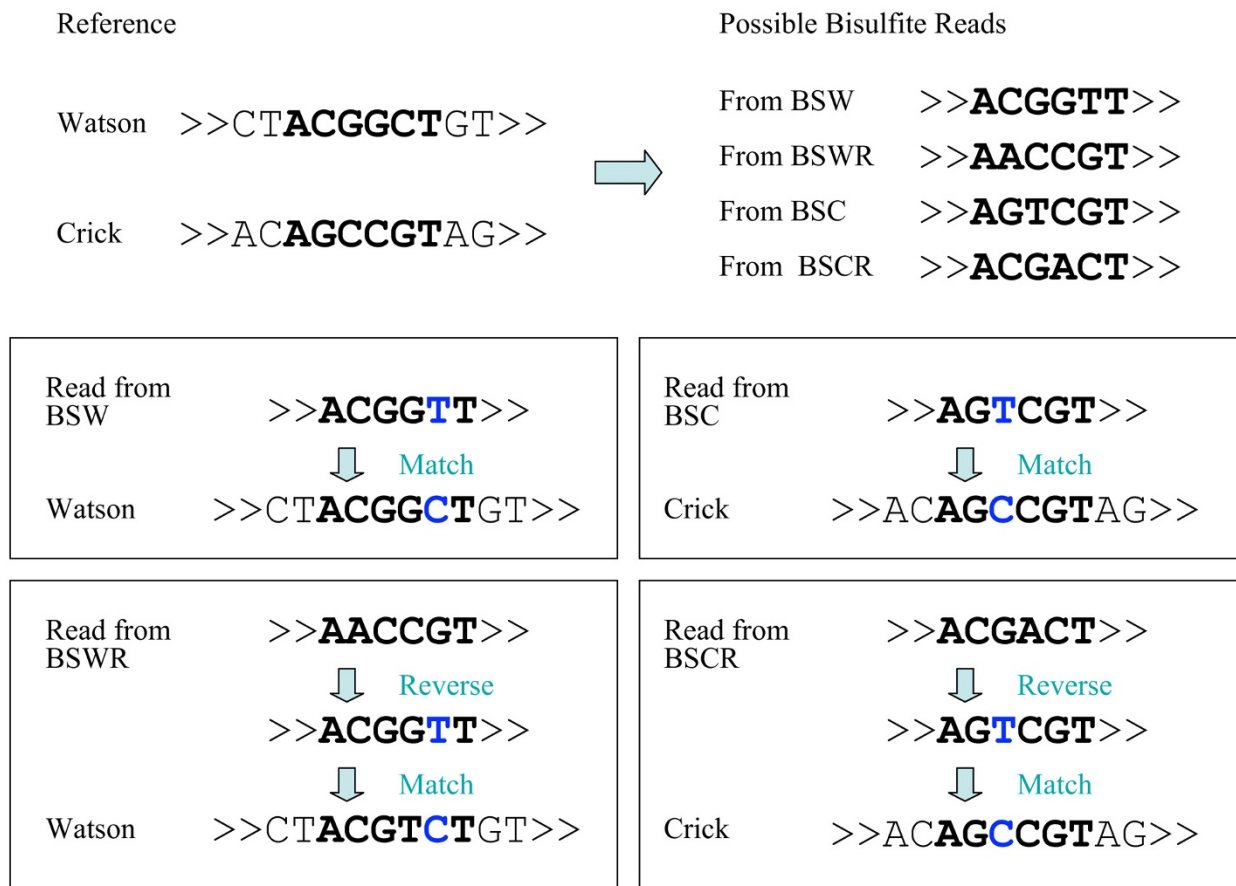 Reference
Possible Bisulfite Reads
Watson >>CTACGGCTGT>>
Crick >>ACAGCCGTAG>>
From BSW >>ACGGTT>>
From BSWR >>AACCGT>>
From BSC >>AGTCGT>>
From BSCR >>ACGACT>>
Read from
BSW >>ACGGTT>>
Match
Watson >>CTACGGCTGT>>
Read from
BSC >>AGTCGT>>
Match
Crick >>ACAGCCGTAG>>
Read from
BSWR >>AACCGT>>
Reverse
>>ACGGTT>>
Match
Watson >>CTACGTCTGT>>
Read from
BSCR >>ACGACT>>
Reverse
>>AGTCGT>>
Match
Crick >>ACAGCCGTAG>>